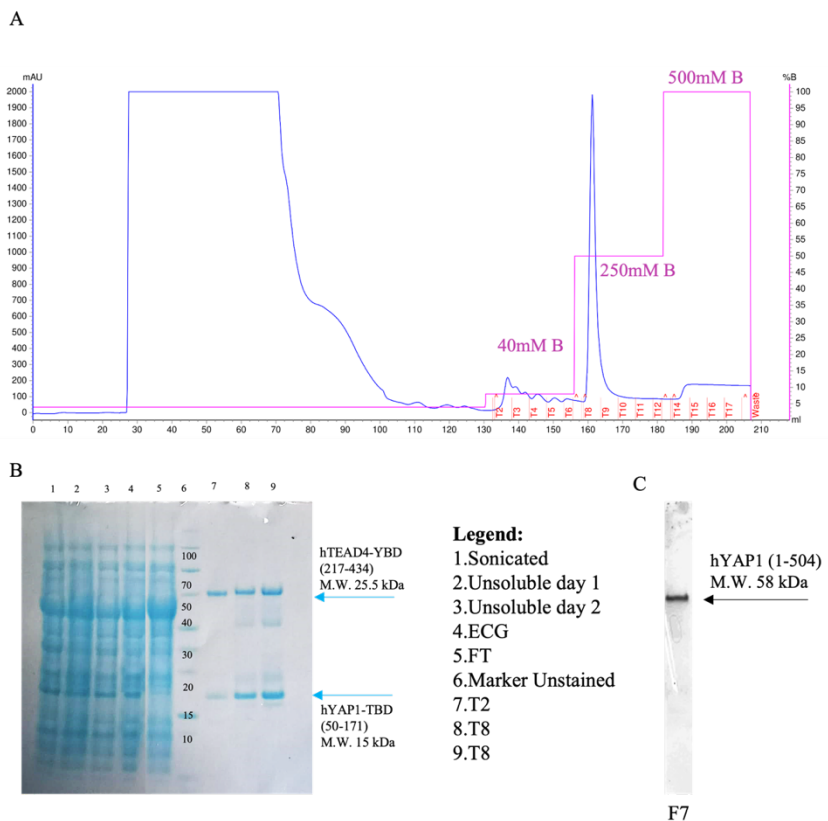 A
mAU
%B
2000
1900
1800
1700
1600
1500
1400
1300
1200
1100
1000
900
800
700
600
500
400
300
200
100
0
100
95
90
85
80
75
70
65
60
55
50
45
40
35
30
25
20
15
10
5
ml
500mM B
250mM B
40mM B
T2
T3
T4
T5
T6
T8
T9
T10
T11
T12
T14
T15
T16
T17
Waste
0 10 20 30 40 50 60 70 80 90 100 110 120 130 140 150 160 170 180 190 200 210
B
1 2 3 4 5 6 7 8 9
100
70
50
40
30
20
15
10
hTEAD4-YBD
(217-434)
M.W. 25.5 kDa
hYAP1-TBD
(50-171)
M.W. 15 kDa
Legend:
1.Sonicated
2.Unsoluble day 1
3.Unsoluble day 2
4.ECG
5.FT
6.Marker Unstained
7.T2
8.T8
9.T8
C
hYAP1 (1-504)
M.W. 58 kDa
F7